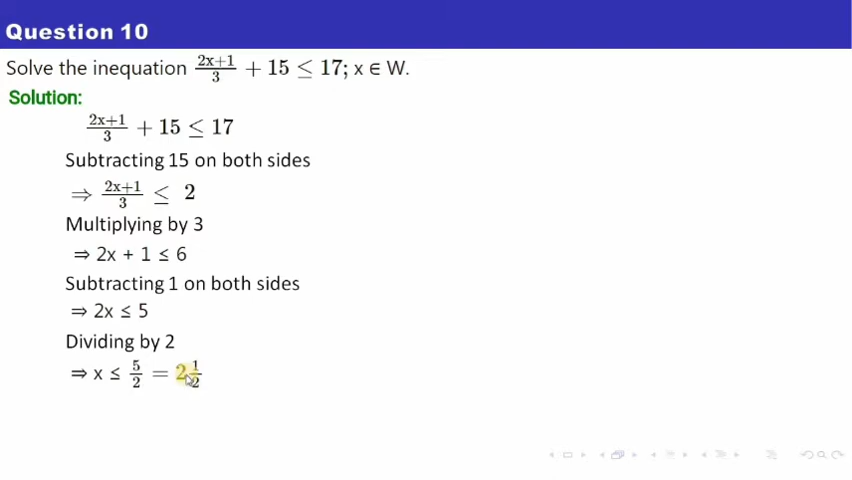 Question 10
Solve the inequation (2x+1)/3 + 15 ≤ 17; x ∈ W.
Solution:
(2x+1)/3 + 15 ≤ 17
Subtracting 15 on both sides
⇒ (2x+1)/3 ≤ 2
Multiplying by 3
⇒ 2x + 1 ≤ 6
Subtracting 1 on both sides
⇒ 2x ≤ 5
Dividing by 2
⇒ x ≤ 5/2 = 2 1/2